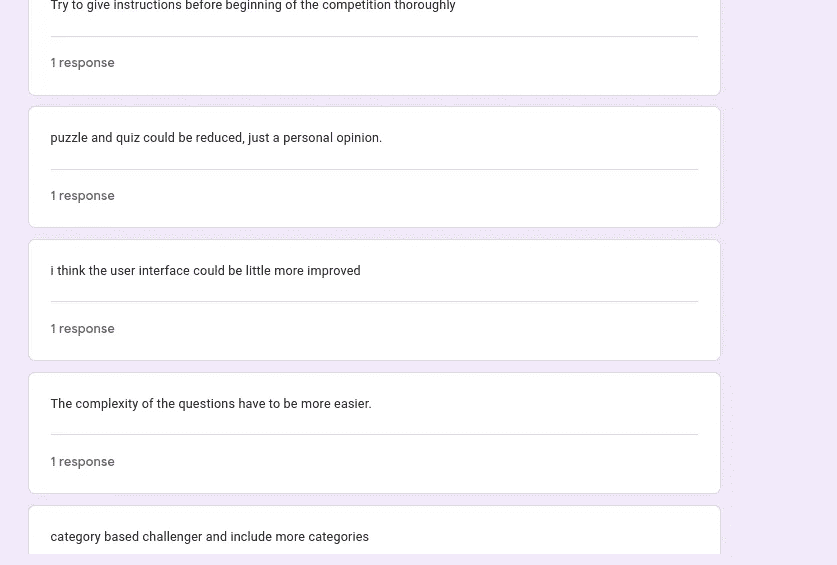 Try to give instructions before beginning of the competition thoroughly
1 response
puzzle and quiz could be reduced, just a personal opinion.
1 response
i think the user interface could be little more improved
1 response
The complexity of the questions have to be more easier.
1 response
category based challenger and include more categories